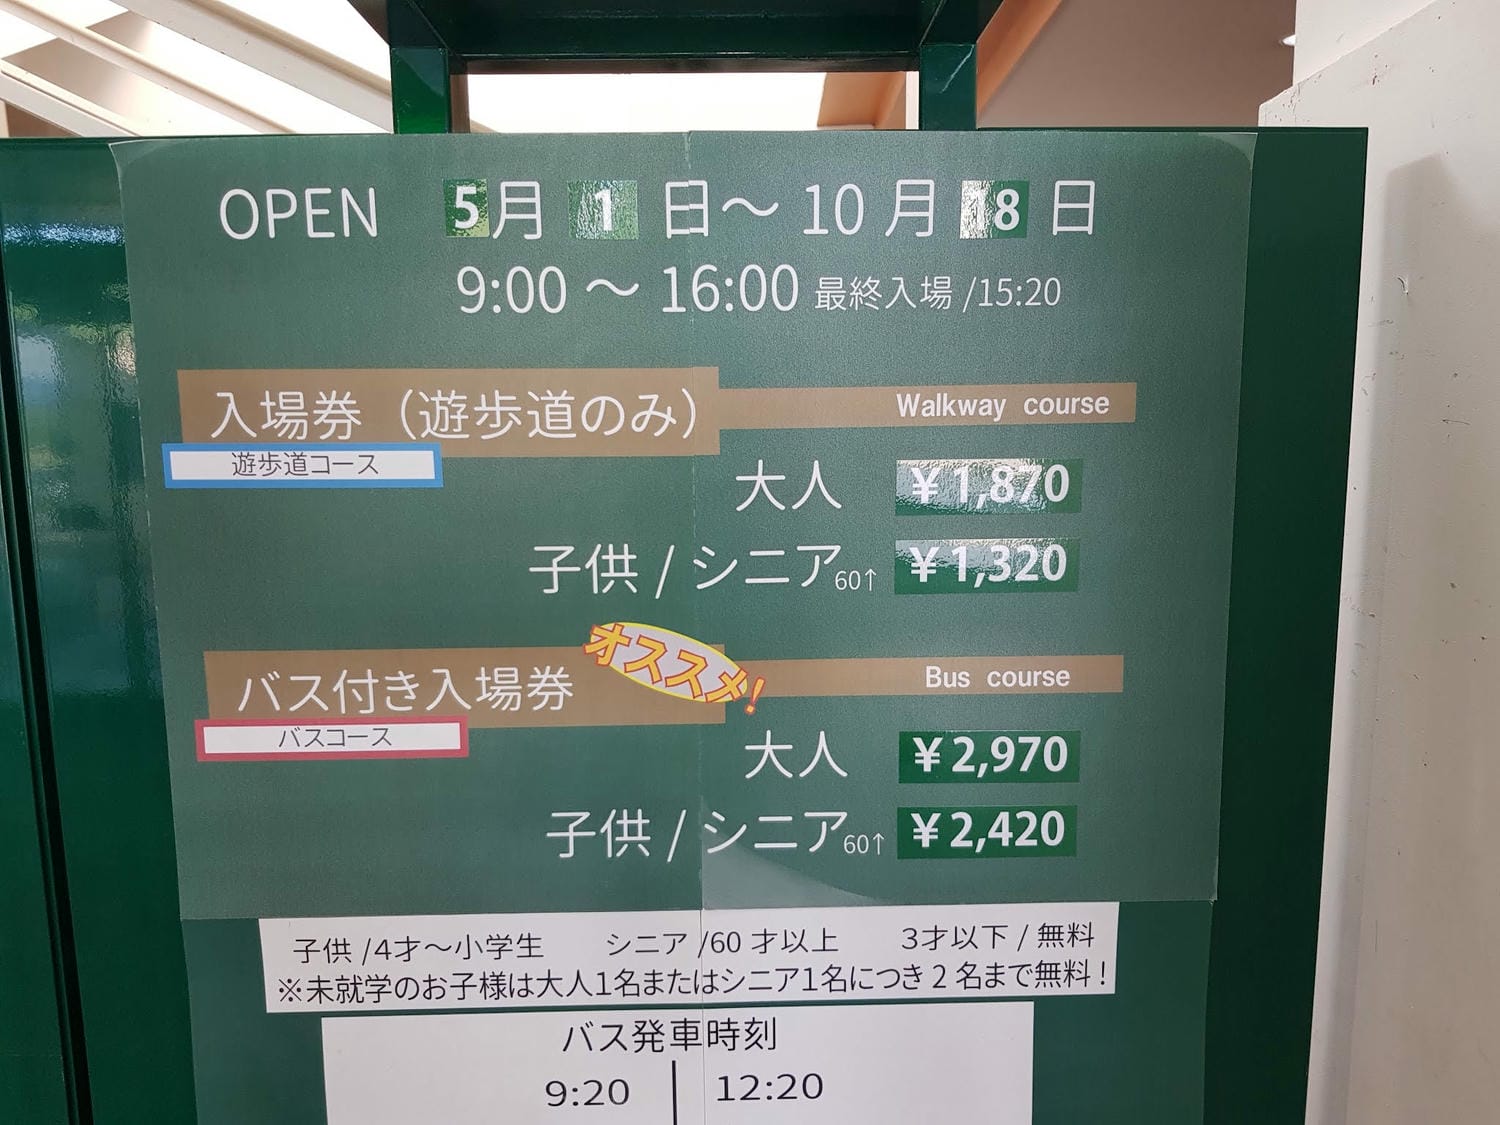 OPEN 5月 1日～10月18日
9:00～16:00 最終入場/15:20
入場券（遊歩道のみ） Walkway course
遊歩道コース
大人 ¥1,870
子供/シニア60↑ ¥1,320
オススメ!
バス付き入場券 Bus course
バスコース
大人 ¥2,970
子供/シニア60↑ ¥2,420
子供/4才～小学生 シニア/60才以上 3才以下/無料
※未就学のお子様は大人1名またはシニア1名につき2名まで無料!
バス発車時刻
9:20 12:20